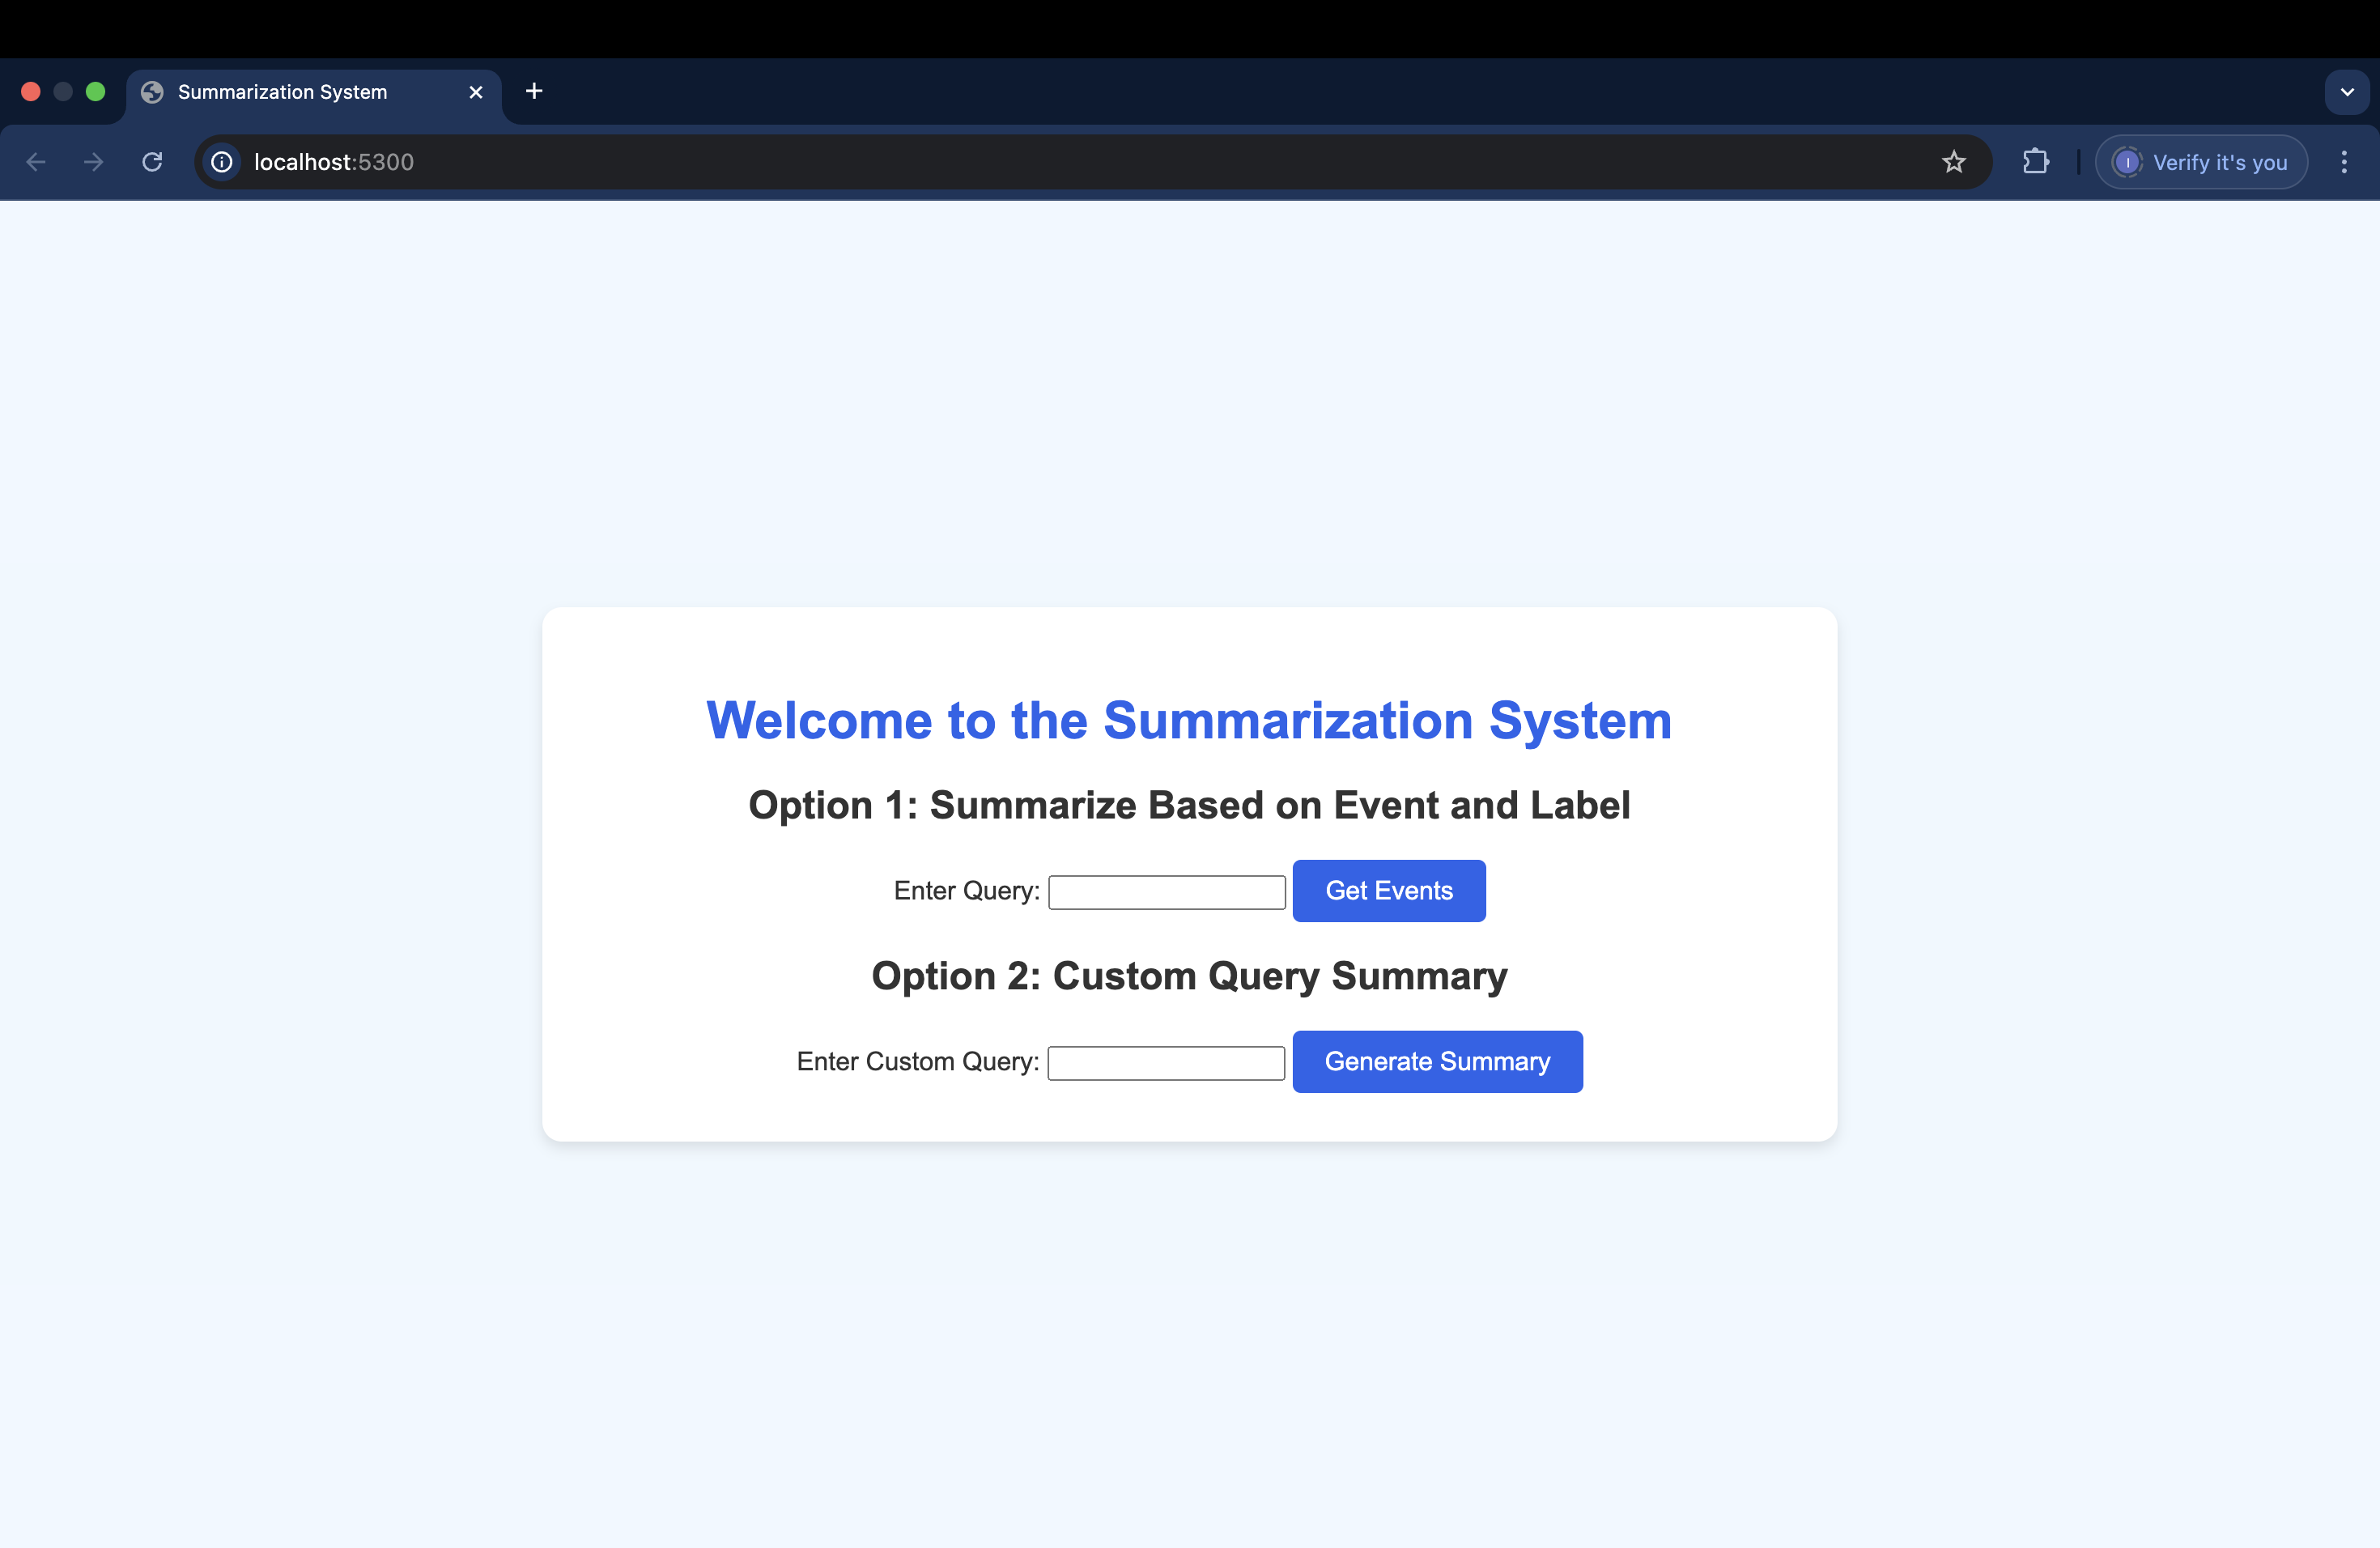 Summarization System
localhost:5300
Verify it's you
Welcome to the Summarization System
Option 1: Summarize Based on Event and Label
Enter Query: Get Events
Option 2: Custom Query Summary
Enter Custom Query: Generate Summary